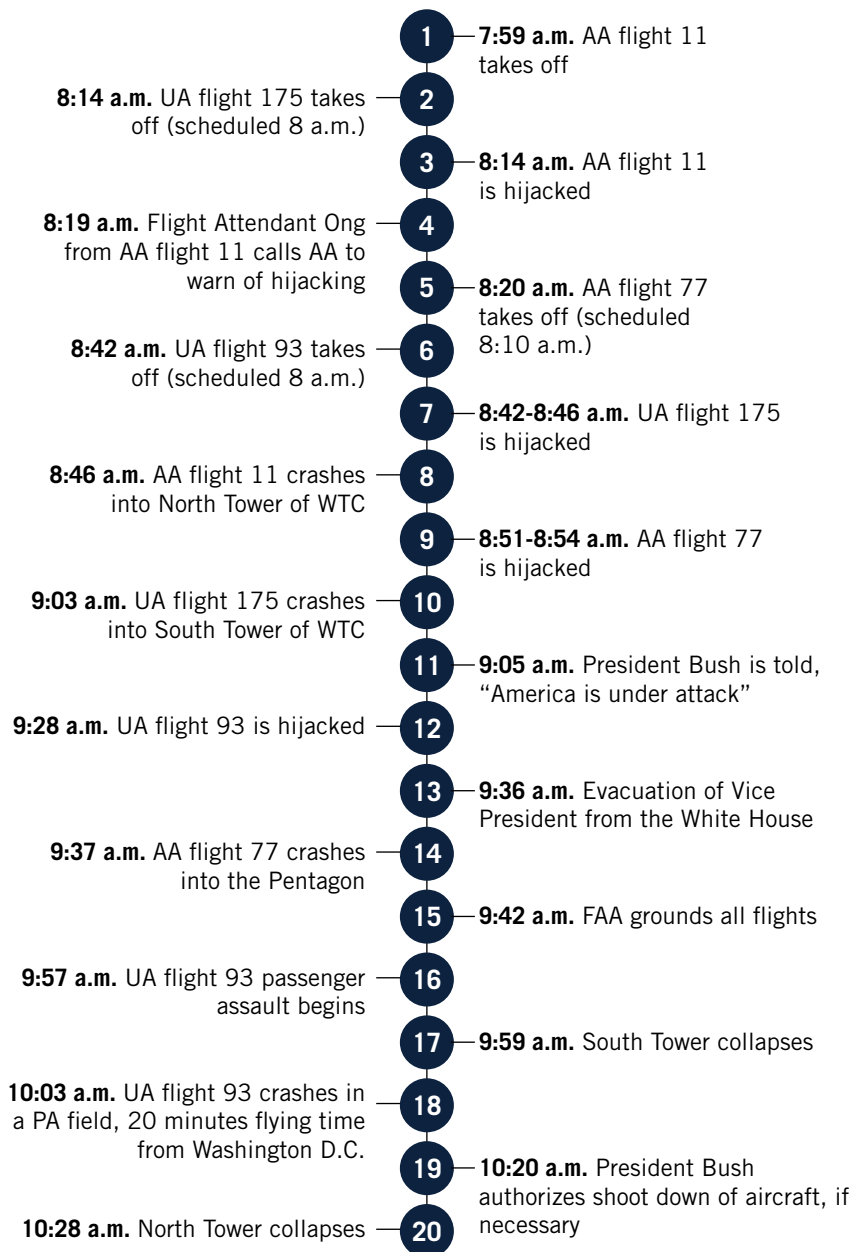 1
7:59 a.m. AA flight 11
takes off
8:14 a.m. UA flight 175 takes
off (scheduled 8 a.m.)
2
3
8:14 a.m. AA flight 11
is hijacked
8:19 a.m. Flight Attendant Ong
from AA flight 11 calls AA to
warn of hijacking
4
5
8:20 a.m. AA flight 77
takes off (scheduled
8:10 a.m.)
8:42 a.m. UA flight 93 takes
off (scheduled 8 a.m.)
6
7
8:42-8:46 a.m. UA flight 175
is hijacked
8:46 a.m. AA flight 11 crashes
into North Tower of WTC
8
9
8:51-8:54 a.m. AA flight 77
is hijacked
9:03 a.m. UA flight 175 crashes
into South Tower of WTC
10
11
9:05 a.m. President Bush is told,
“America is under attack”
9:28 a.m. UA flight 93 is hijacked
12
13
9:36 a.m. Evacuation of Vice
President from the White House
9:37 a.m. AA flight 77 crashes
into the Pentagon
14
15
9:42 a.m. FAA grounds all flights
9:57 a.m. UA flight 93 passenger
assault begins
16
17
9:59 a.m. South Tower collapses
10:03 a.m. UA flight 93 crashes in
a PA field, 20 minutes flying time
from Washington D.C.
18
19
10:20 a.m. President Bush
authorizes shoot down of aircraft, if
necessary
10:28 a.m. North Tower collapses
20